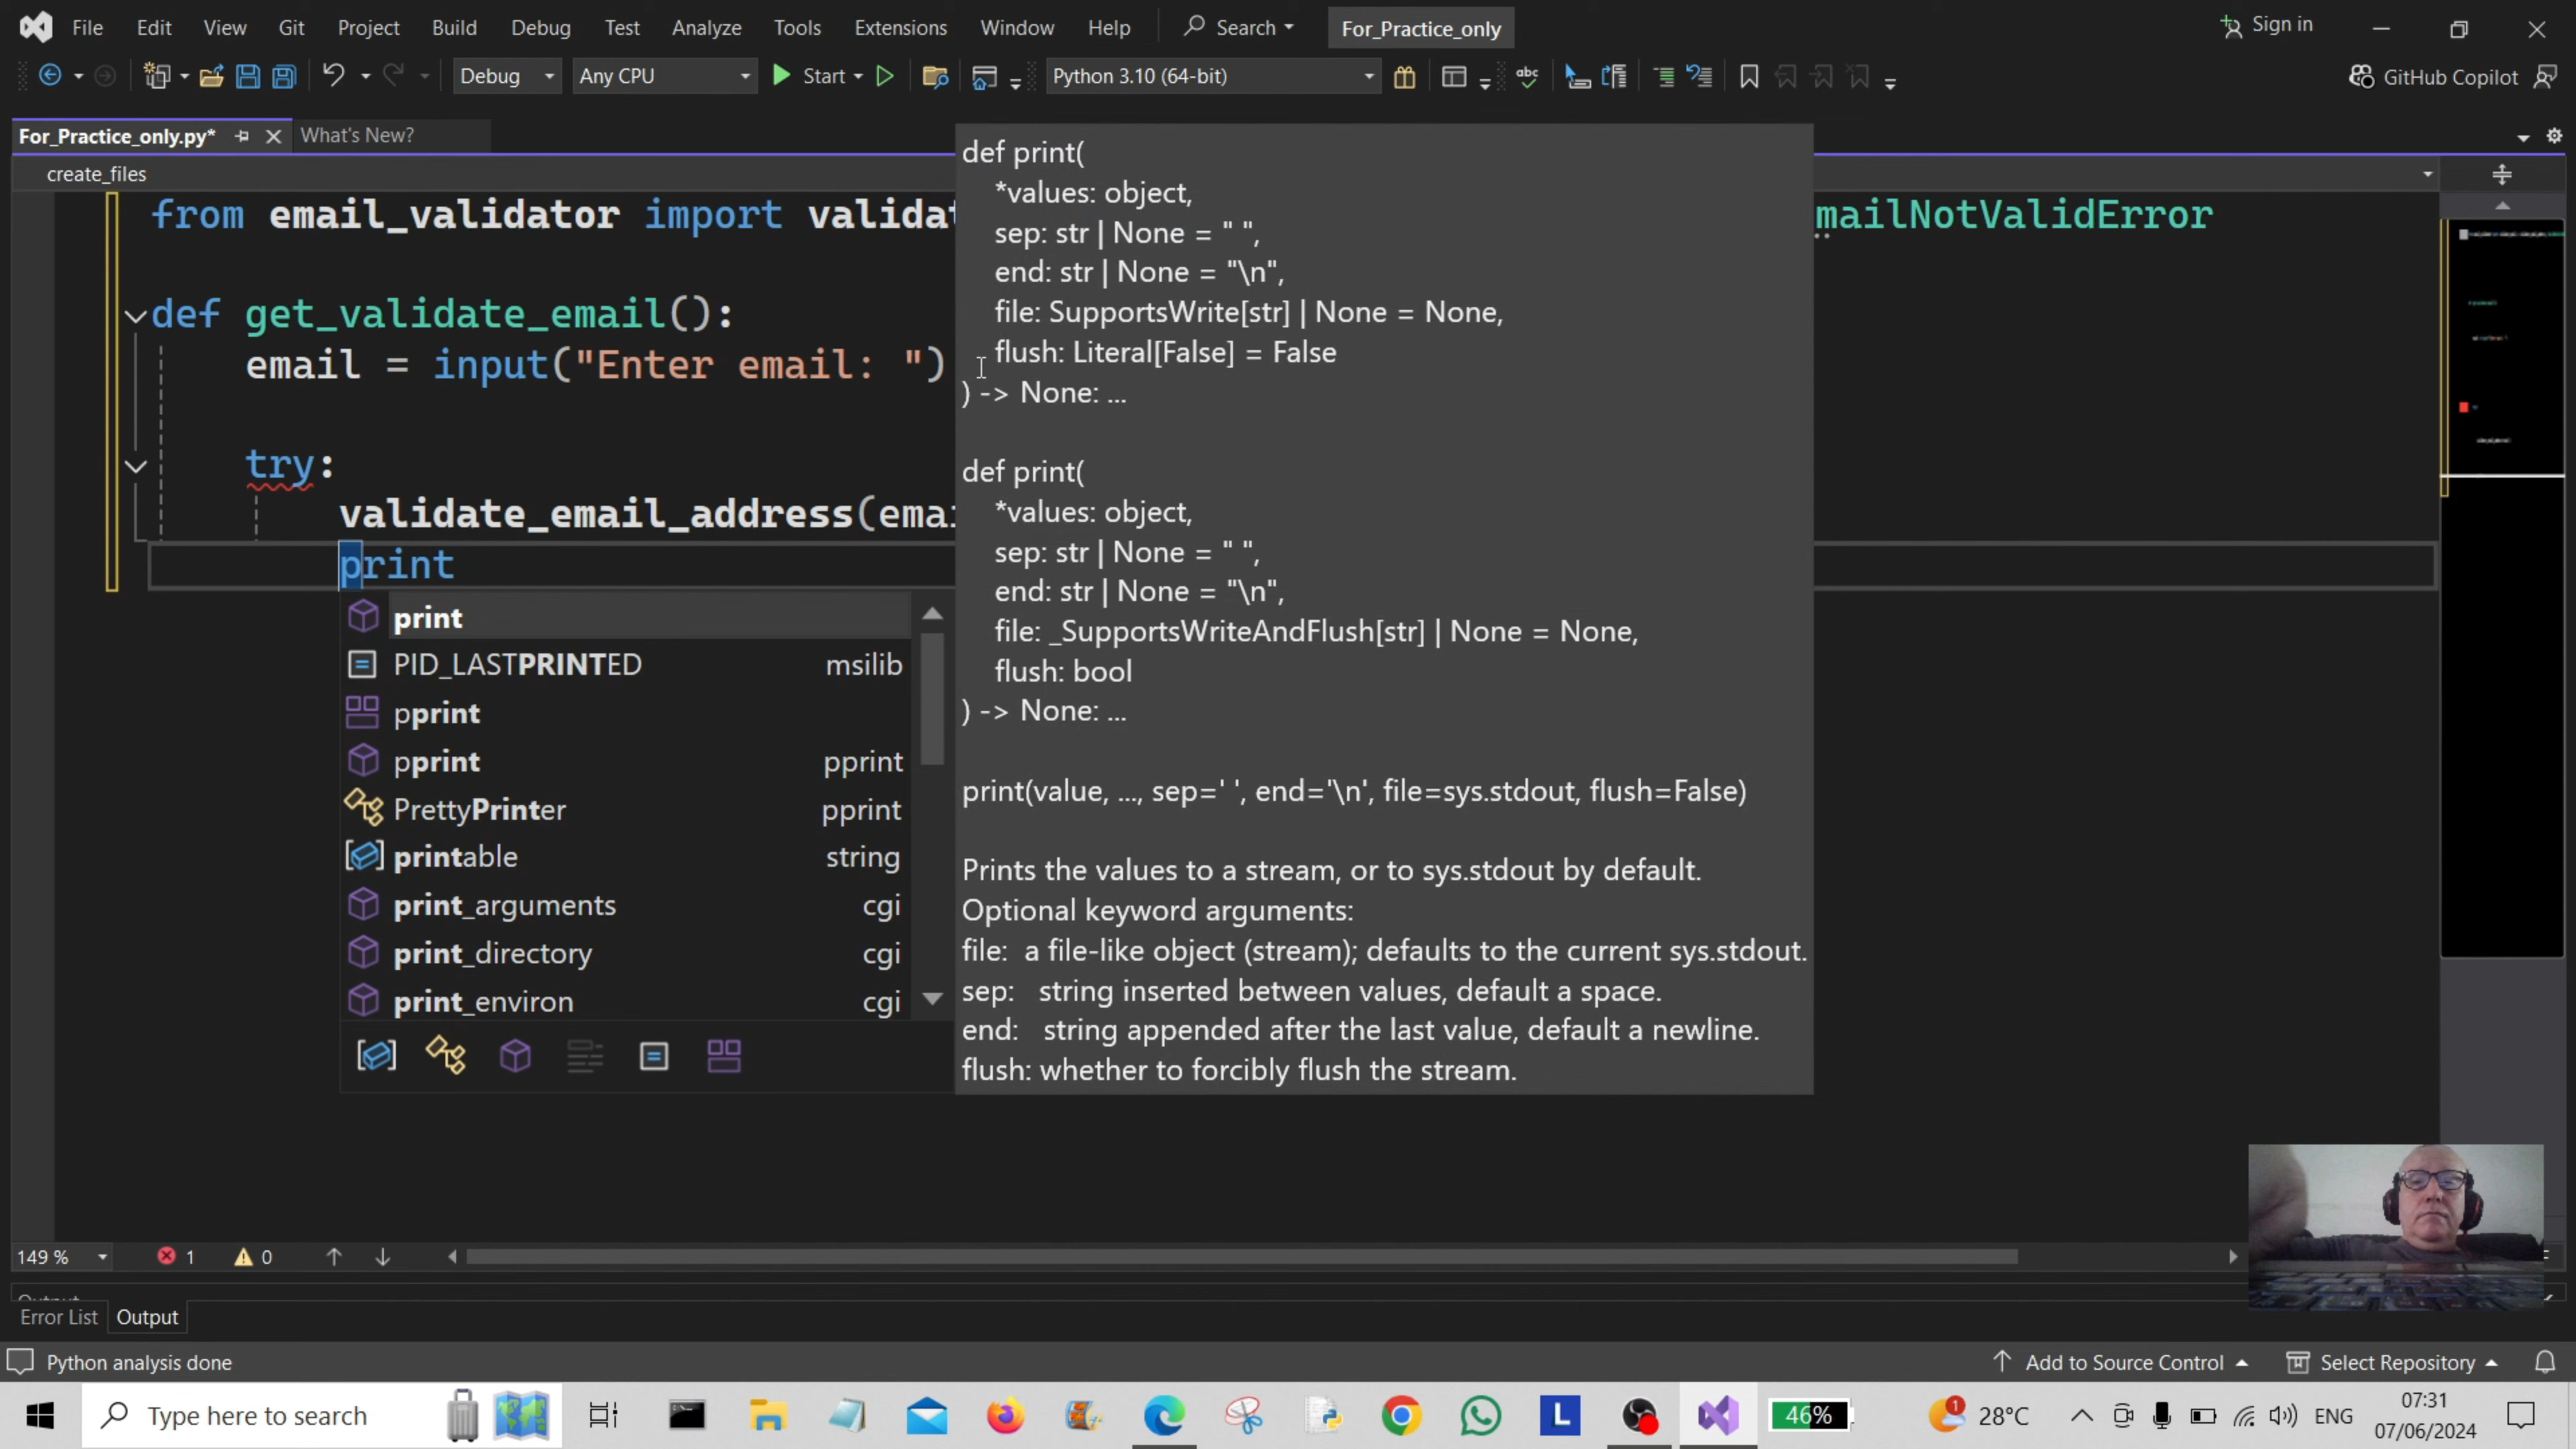 File Edit View Git Project Build Debug Test Analyze Tools Extensions Window Help Search For_Practice_only Sign in
Debug Any CPU Start Python 3.10 (64-bit) abc GitHub Copilot
For_Practice_only.py* What's New?
create_files
from email_validator import validat mailNotValidError
def get_validate_email():
email = input("Enter email: ")
try:
validate_email_address(emai
print
print
PID_LASTPRINTED msilib
pprint
pprint pprint
PrettyPrinter pprint
printable string
print_arguments cgi
print_directory cgi
print_environ cgi
def print(
*values: object,
sep: str | None = " ",
end: str | None = "\n",
file: SupportsWrite[str] | None = None,
flush: Literal[False] = False
) -> None: ...
def print(
*values: object,
sep: str | None = " ",
end: str | None = "\n",
file: _SupportsWriteAndFlush[str] | None = None,
flush: bool
) -> None: ...
print(value, ..., sep=' ', end='\n', file=sys.stdout, flush=False)
Prints the values to a stream, or to sys.stdout by default.
Optional keyword arguments:
file: a file-like object (stream); defaults to the current sys.stdout.
sep: string inserted between values, default a space.
end: string appended after the last value, default a newline.
flush: whether to forcibly flush the stream.
149 % 1 0
Output
Error List Output
Python analysis done Add to Source Control Select Repository
Type here to search L 46% 1 28°C ENG 07:31
07/06/2024